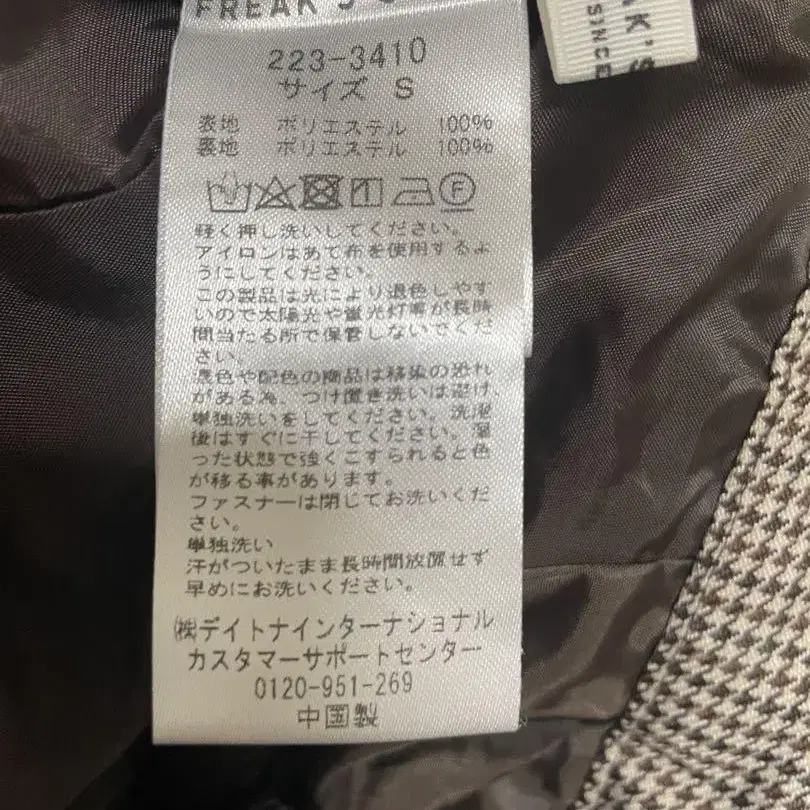 FREAK'S
223-3410
サイズ S
表地 ポリエステル 100%
裏地 ポリエステル 100%
F
軽く押し洗いしてください。
アイロンはあて布を使用するよ
うにしてください。
この製品は光により退色しやす
いので太陽光や蛍光灯等が長時
間当たる所で保管しないでくだ
さい。
濃色や配色の商品は移染の恐れ
がある為、つけ置き洗いは避け、
単独洗いをしてください。洗濯
後はすぐに干してください。湿
った状態で強くこすられると色
が移る事があります。
ファスナーは閉じてお洗いくだ
さい。
単独洗い
汗がついたまま長時間放置せず
早めにお洗いください。
㈱デイトナインターナショナル
カスタマーサポートセンター
0120-951-269
中国製
AK'S
SINCE